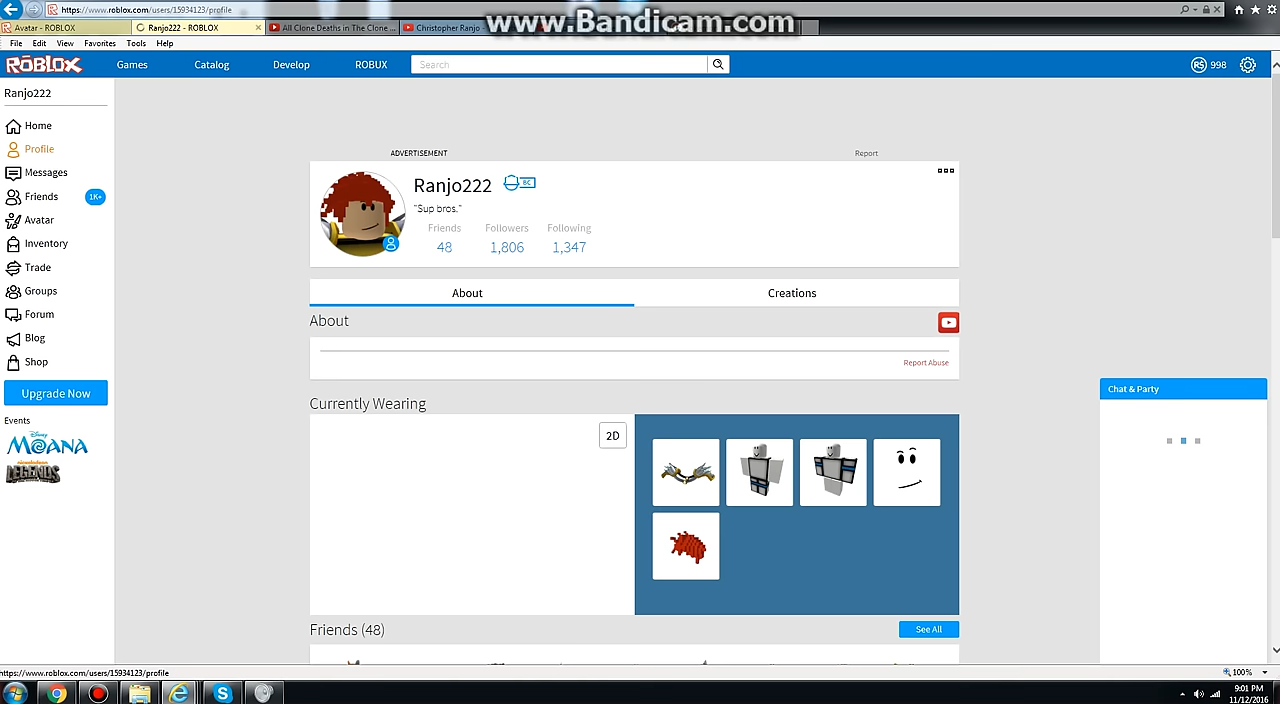 www.Bandicam.com
https://www.roblox.com/users/15934123/profile
Avatar - ROBLOX
Ranjo222 - ROBLOX
All Clone Deaths in The Clone ...
Christopher Ranjo -
File Edit View Favorites Tools Help
ROBLOX
Games
Catalog
Develop
ROBUX
Search
R$ 998
Ranjo222
Home
Profile
Messages
Friends 1K+
Avatar
Inventory
Trade
Groups
Forum
Blog
Shop
Upgrade Now
Events
Disney
MOANA
nickelodeon
LEGENDS
ADVERTISEMENT
Report
Ranjo222 BC
"Sup bros."
Friends Followers Following
48 1,806 1,347
About
Creations
About
Report Abuse
Currently Wearing
2D
Friends (48)
See All
Chat & Party
https://www.roblox.com/users/15934123/profile
100%
9:01 PM
11/12/2016